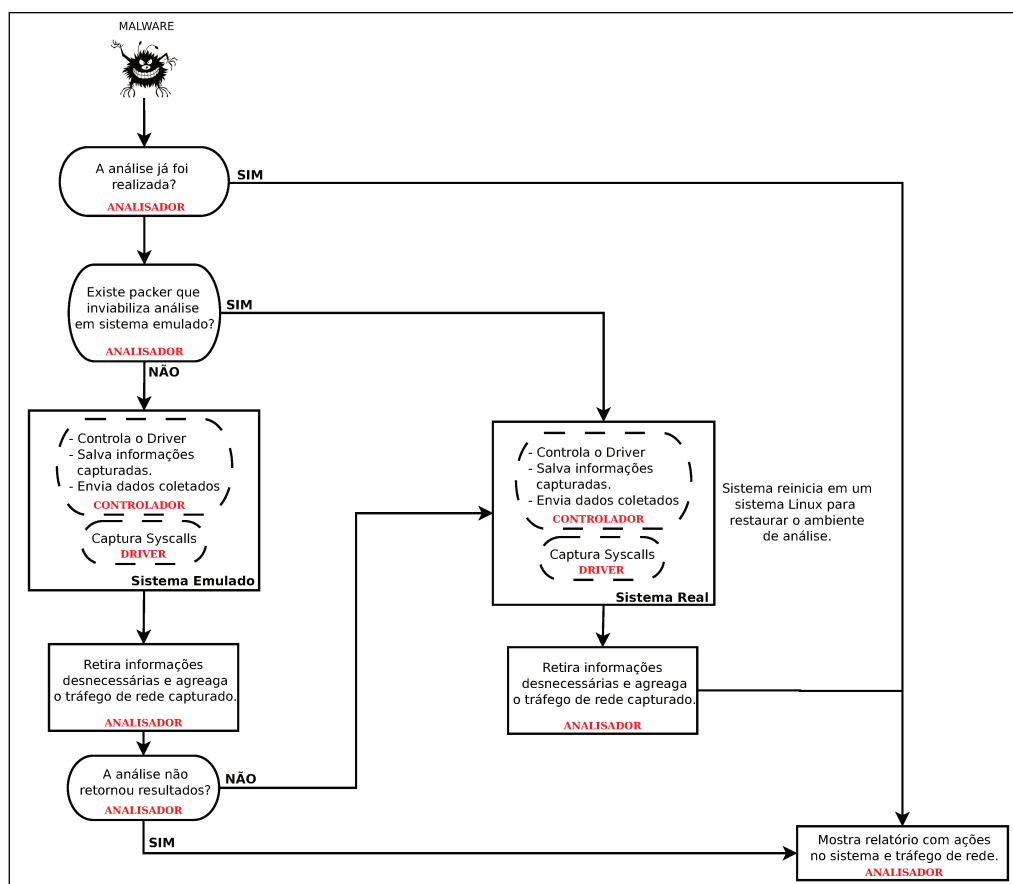 MALWARE
A análise já foi
realizada?
ANALISADOR
SIM
Existe packer que
inviabiliza análise
em sistema emulado?
ANALISADOR
SIM
NÃO
- Controla o Driver
- Salva informações
capturadas.
- Envia dados coletados
CONTROLADOR
Captura Syscalls
DRIVER
Sistema Emulado
- Controla o Driver
- Salva informações
capturadas.
- Envia dados coletados
CONTROLADOR
Captura Syscalls
DRIVER
Sistema Real
Sistema reinicia em um
sistema Linux para
restaurar o ambiente
de análise.
Retira informações
desnecessárias e agreaga
o tráfego de rede capturado.
ANALISADOR
Retira informações
desnecessárias e agreaga
o tráfego de rede capturado.
ANALISADOR
A análise não
retornou resultados?
ANALISADOR
NÃO
SIM
Mostra relatório com ações
no sistema e tráfego de rede.
ANALISADOR